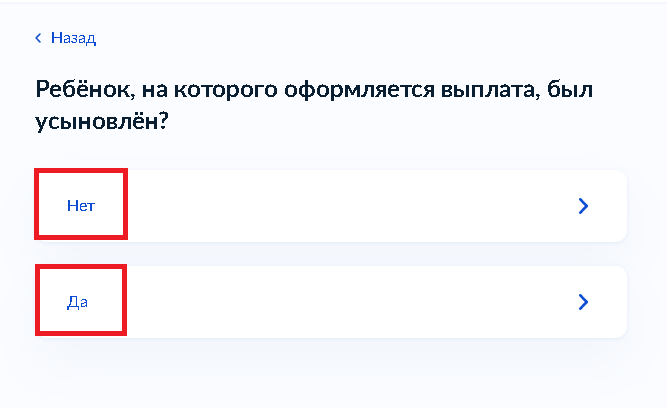 Назад
Ребёнок, на которого оформляется выплата, был
усыновлён?
Нет
Да